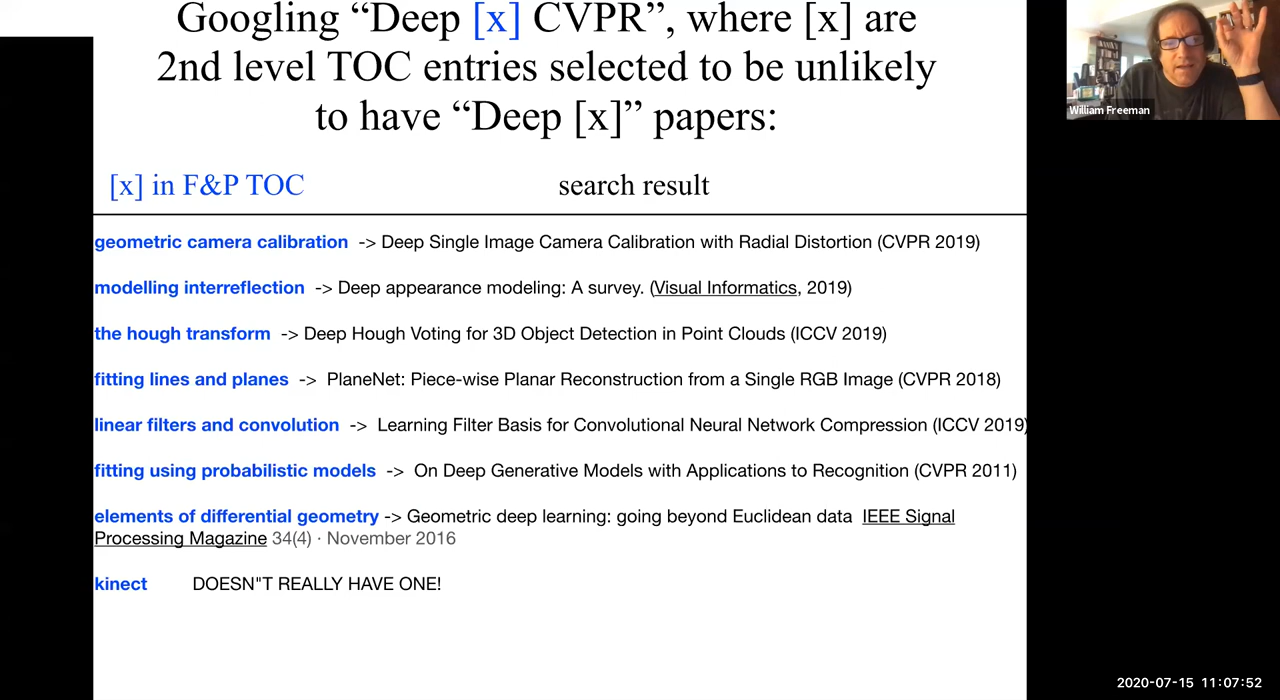 Googling “Deep [x] CVPR”, where [x] are
2nd level TOC entries selected to be unlikely
to have “Deep [x]” papers:
William Freeman
[x] in F&P TOC search result
geometric camera calibration -> Deep Single Image Camera Calibration with Radial Distortion (CVPR 2019)
modelling interreflection -> Deep appearance modeling: A survey. (Visual Informatics, 2019)
the hough transform -> Deep Hough Voting for 3D Object Detection in Point Clouds (ICCV 2019)
fitting lines and planes -> PlaneNet: Piece-wise Planar Reconstruction from a Single RGB Image (CVPR 2018)
linear filters and convolution -> Learning Filter Basis for Convolutional Neural Network Compression (ICCV 2019)
fitting using probabilistic models -> On Deep Generative Models with Applications to Recognition (CVPR 2011)
elements of differential geometry -> Geometric deep learning: going beyond Euclidean data IEEE Signal
Processing Magazine 34(4) · November 2016
kinect DOESN"T REALLY HAVE ONE!
2020-07-15 11:07:52